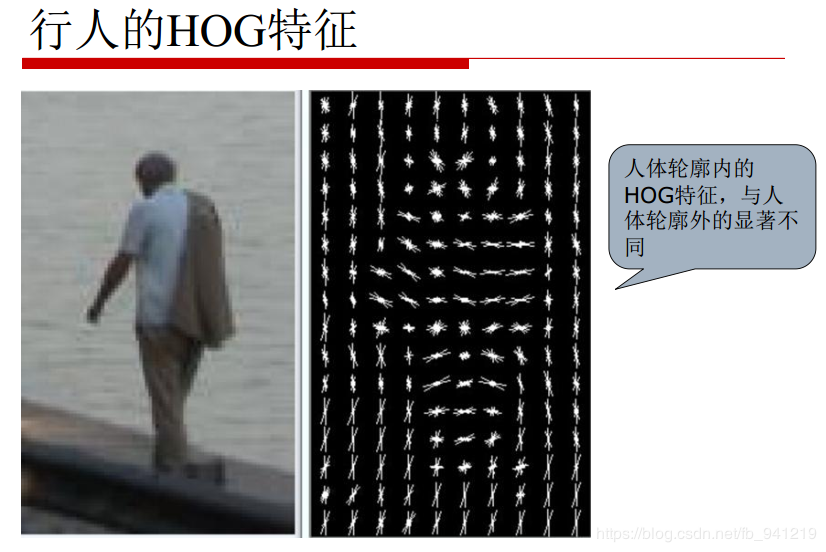 行人的HOG特征
人体轮廓内的
HOG特征，与人
体轮廓外的显著不
同
https://blog.csdn.net/fb_941219